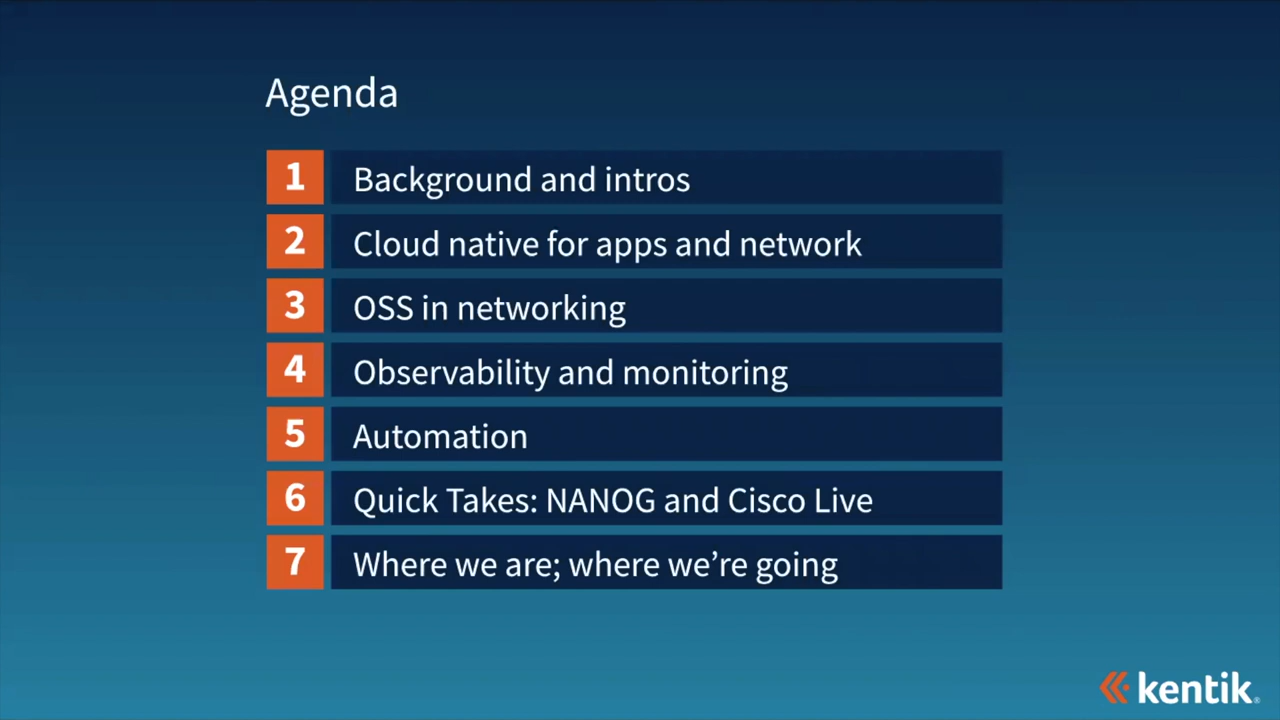 Agenda
1 Background and intros
2 Cloud native for apps and network
3 OSS in networking
4 Observability and monitoring
5 Automation
6 Quick Takes: NANOG and Cisco Live
7 Where we are; where we’re going
kentik®